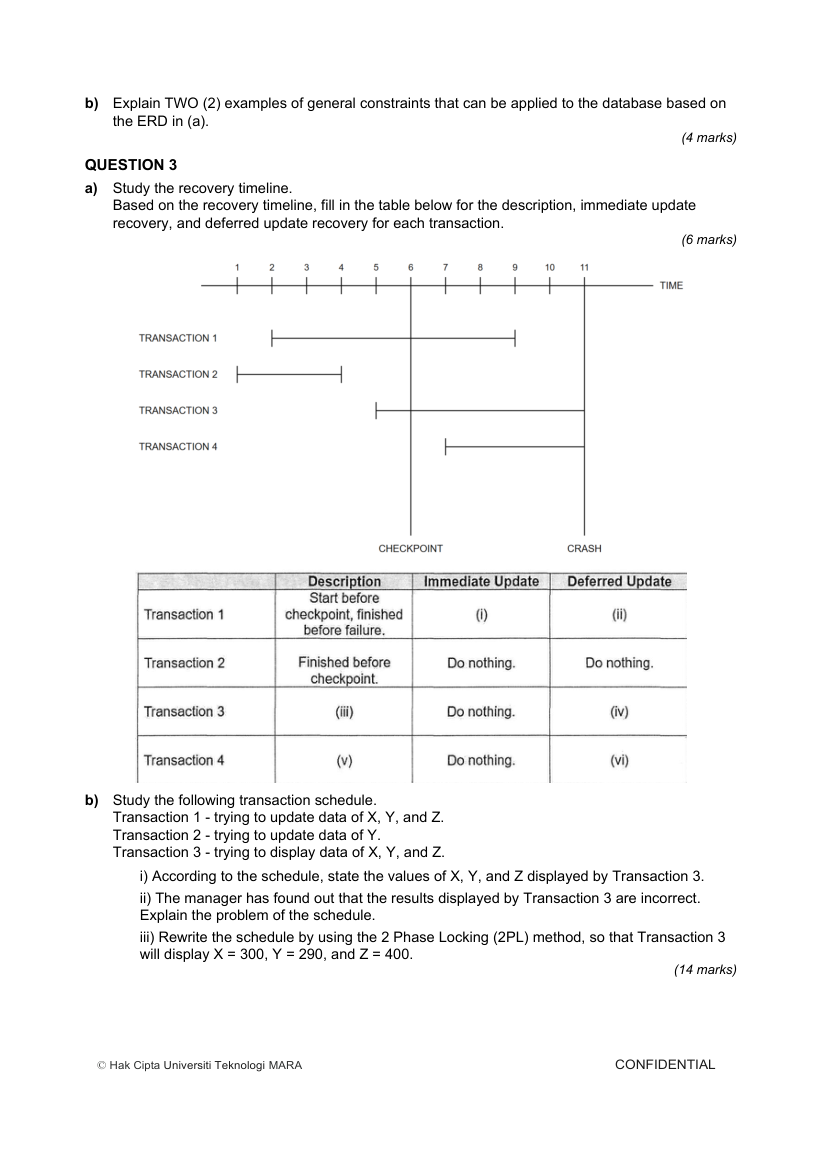 b) Explain TWO (2) examples of general constraints that can be applied to the database based on
the ERD in (a).
(4 marks)
QUESTION 3
a) Study the recovery timeline.
Based on the recovery timeline, fill in the table below for the description, immediate update
recovery, and deferred update recovery for each transaction.
(6 marks)
1 2 3 4 5 6 7 8 9 10 11
TIME
TRANSACTION 1
TRANSACTION 2
TRANSACTION 3
TRANSACTION 4
CHECKPOINT CRASH
Description Immediate Update Deferred Update
Transaction 1 Start before
checkpoint, finished
before failure. (i) (ii)
Transaction 2 Finished before
checkpoint. Do nothing. Do nothing.
Transaction 3 (iii) Do nothing. (iv)
Transaction 4 (v) Do nothing. (vi)
b) Study the following transaction schedule.
Transaction 1 - trying to update data of X, Y, and Z.
Transaction 2 - trying to update data of Y.
Transaction 3 - trying to display data of X, Y, and Z.
i) According to the schedule, state the values of X, Y, and Z displayed by Transaction 3.
ii) The manager has found out that the results displayed by Transaction 3 are incorrect.
Explain the problem of the schedule.
iii) Rewrite the schedule by using the 2 Phase Locking (2PL) method, so that Transaction 3
will display X = 300, Y = 290, and Z = 400.
(14 marks)
© Hak Cipta Universiti Teknologi MARA CONFIDENTIAL